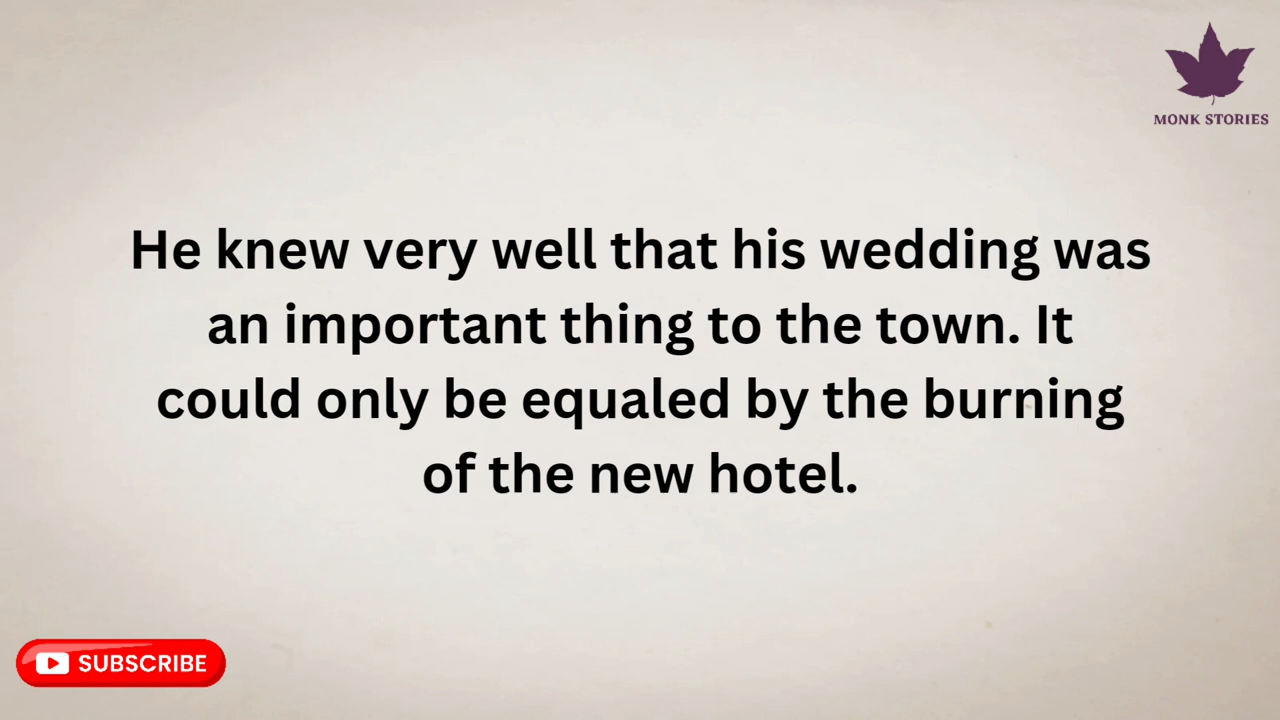 MONK STORIES
He knew very well that his wedding was
an important thing to the town. It
could only be equaled by the burning
of the new hotel.
SUBSCRIBE